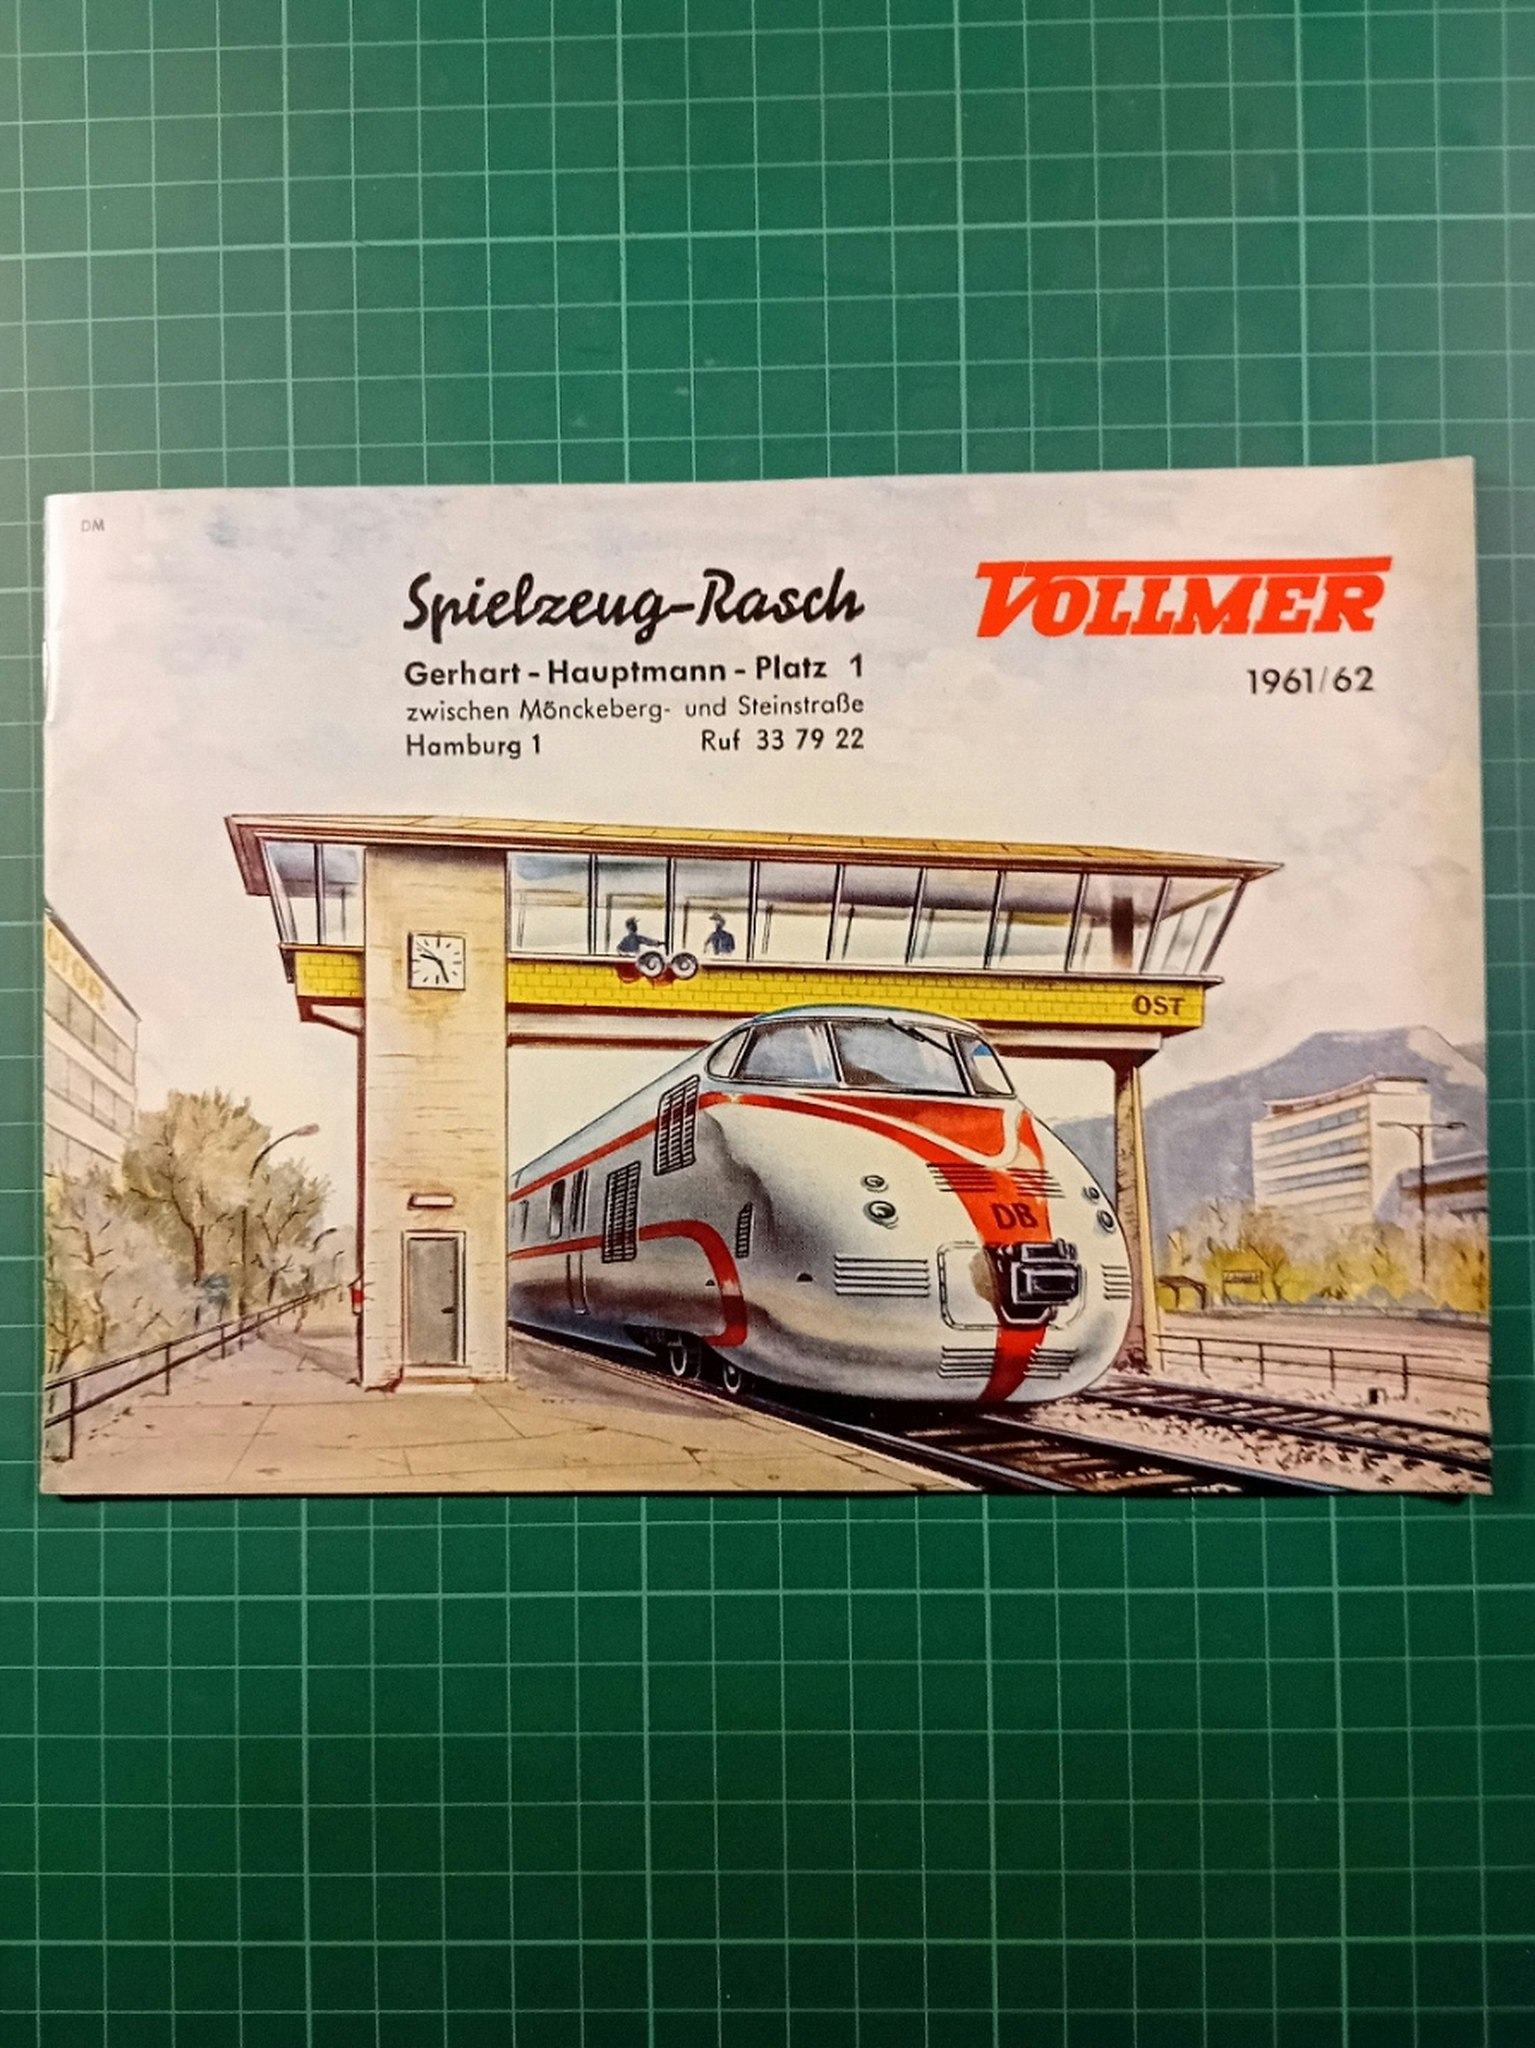 DM
Spielzeug-Rasch
Gerhart - Hauptmann - Platz 1
zwischen Mönckeberg- und Steinstraße
Hamburg 1 Ruf 33 79 22
VOLLMER
1961/62
OST
DB